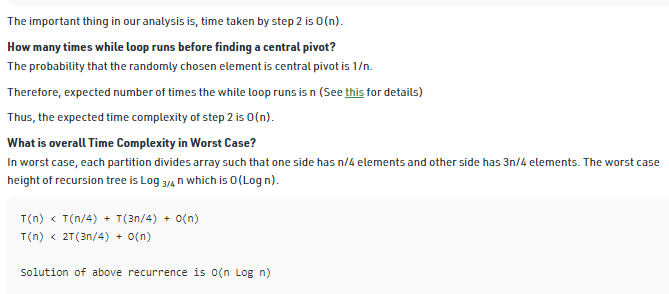 The important thing in our analysis is, time taken by step 2 is O(n).
How many times while loop runs before finding a central pivot?
The probability that the randomly chosen element is central pivot is 1/n.
Therefore, expected number of times the while loop runs is n (See this for details)
Thus, the expected time complexity of step 2 is O(n).
What is overall Time Complexity in Worst Case?
In worst case, each partition divides array such that one side has n/4 elements and other side has 3n/4 elements. The worst case
height of recursion tree is Log 3/4 n which is O(Log n).
T(n) < T(n/4) + T(3n/4) + O(n)
T(n) < 2T(3n/4) + O(n)
Solution of above recurrence is O(n Log n)